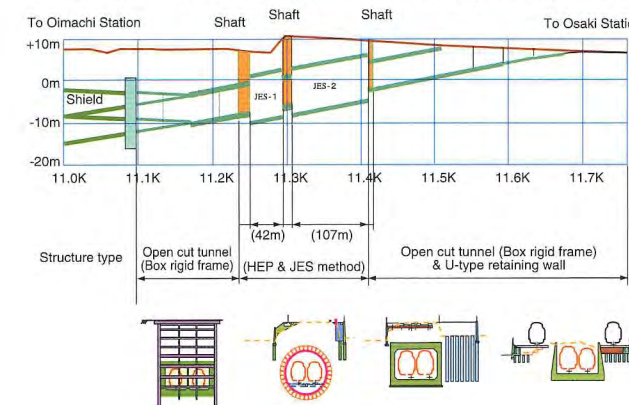 To Oimachi Station
Shaft
Shaft
Shaft
To Osaki Stati
+10m
0m
-10m
-20m
Shield
JES-1
JES-2
11.0K
11.1K
11.2K
11.3K
11.4K
11.5K
11.6K
11.7K
(42m)
(107m)
Structure type
Open cut tunnel
(Box rigid frame)
(HEP & JES method)
Open cut tunnel (Box rigid frame)
& U-type retaining wall